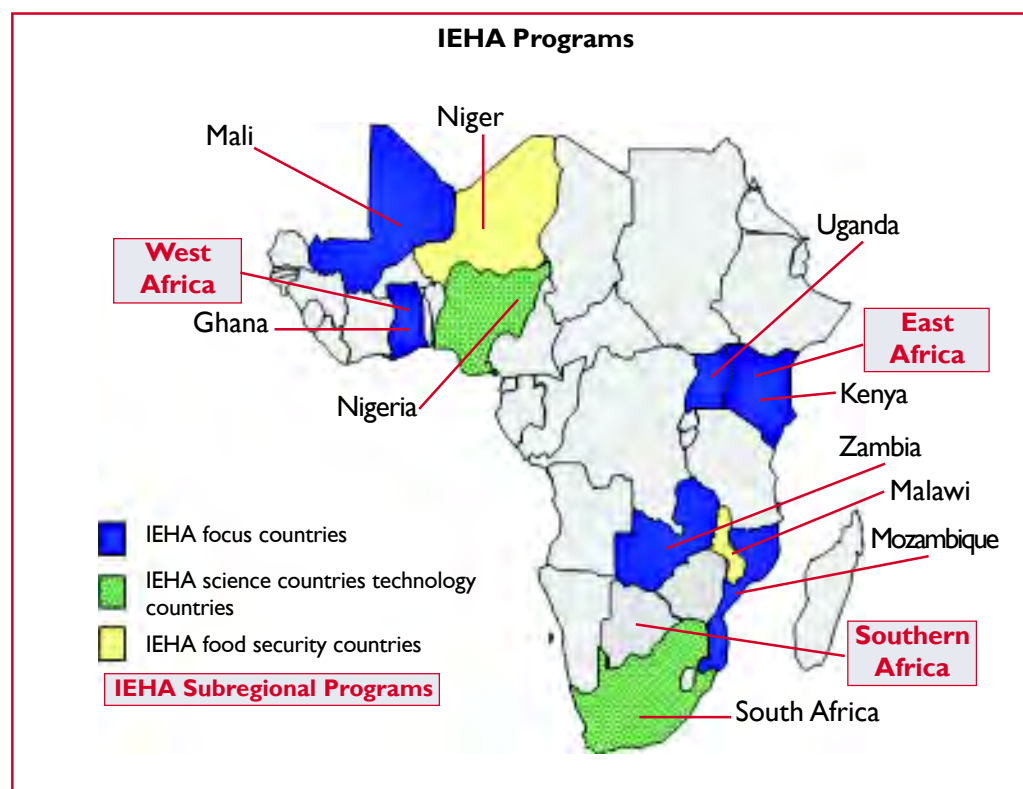 IEHA Programs
Niger
Mali
Uganda
West
Africa
Ghana
East
Africa
Nigeria
Kenya
Zambia
Malawi
Mozambique
IEHA focus countries
IEHA science countries technology
countries
IEHA food security countries
Southern
Africa
IEHA Subregional Programs
South Africa